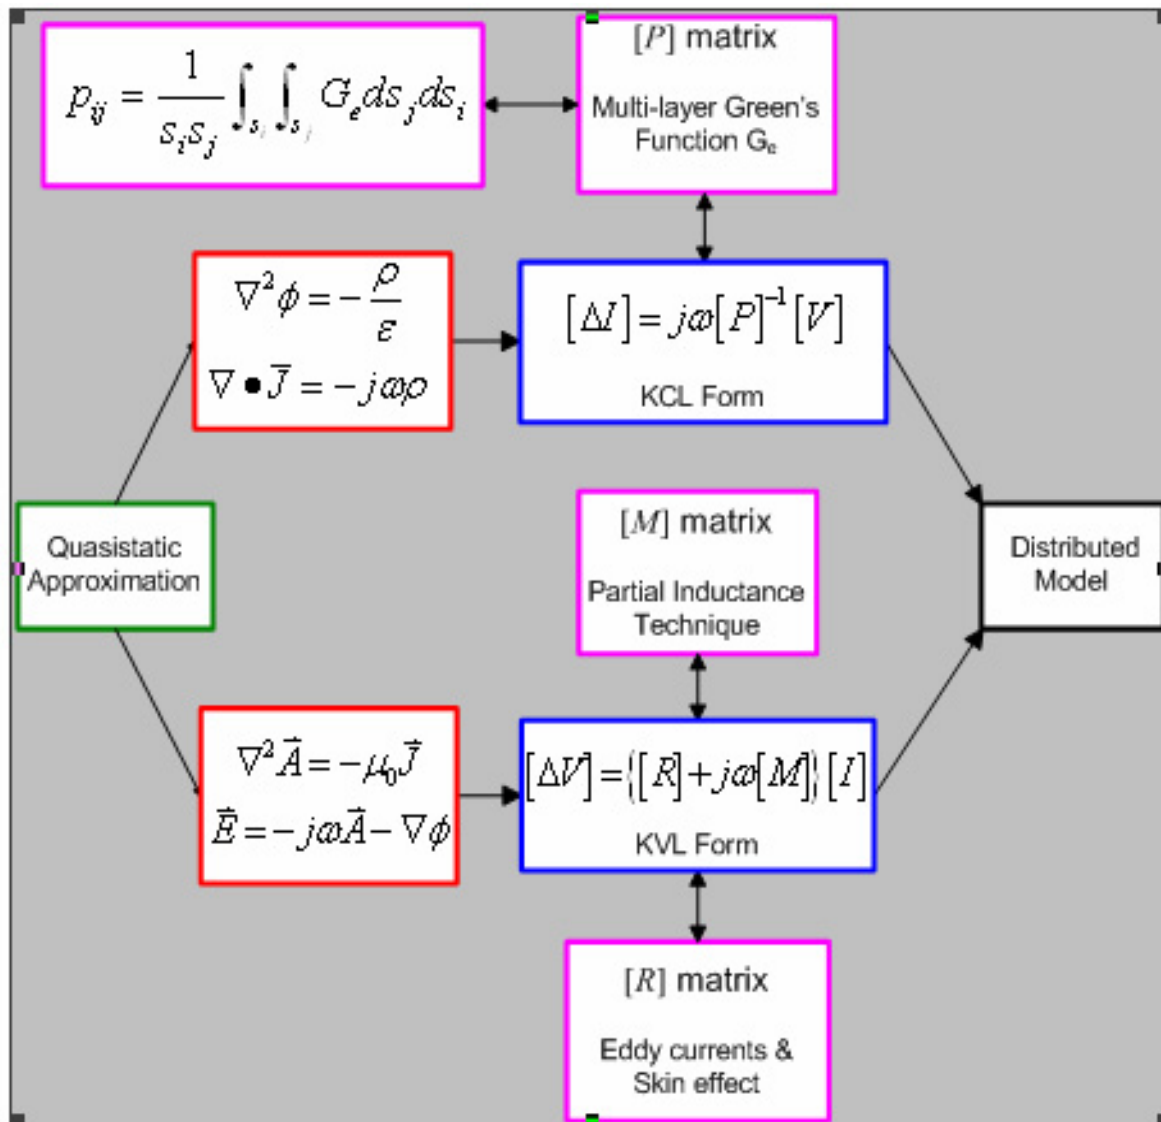 p_ij = 1 / (s_i s_j) ∫_{s_i} ∫_{s_j} G_e ds_j ds_i
[P] matrix
Multi-layer Green's
Function G_e
∇²ϕ = −ρ/ε
∇ • J̅ = −jωρ
[ΔI] = jω[P]⁻¹[V]
KCL Form
Quasistatic
Approximation
[M] matrix
Partial Inductance
Technique
Distributed
Model
∇²A⃗ = −μ₀J⃗
E⃗ = −jωA⃗ − ∇ϕ
[ΔV] = {[R] + jω[M]}[I]
KVL Form
[R] matrix
Eddy currents &
Skin effect